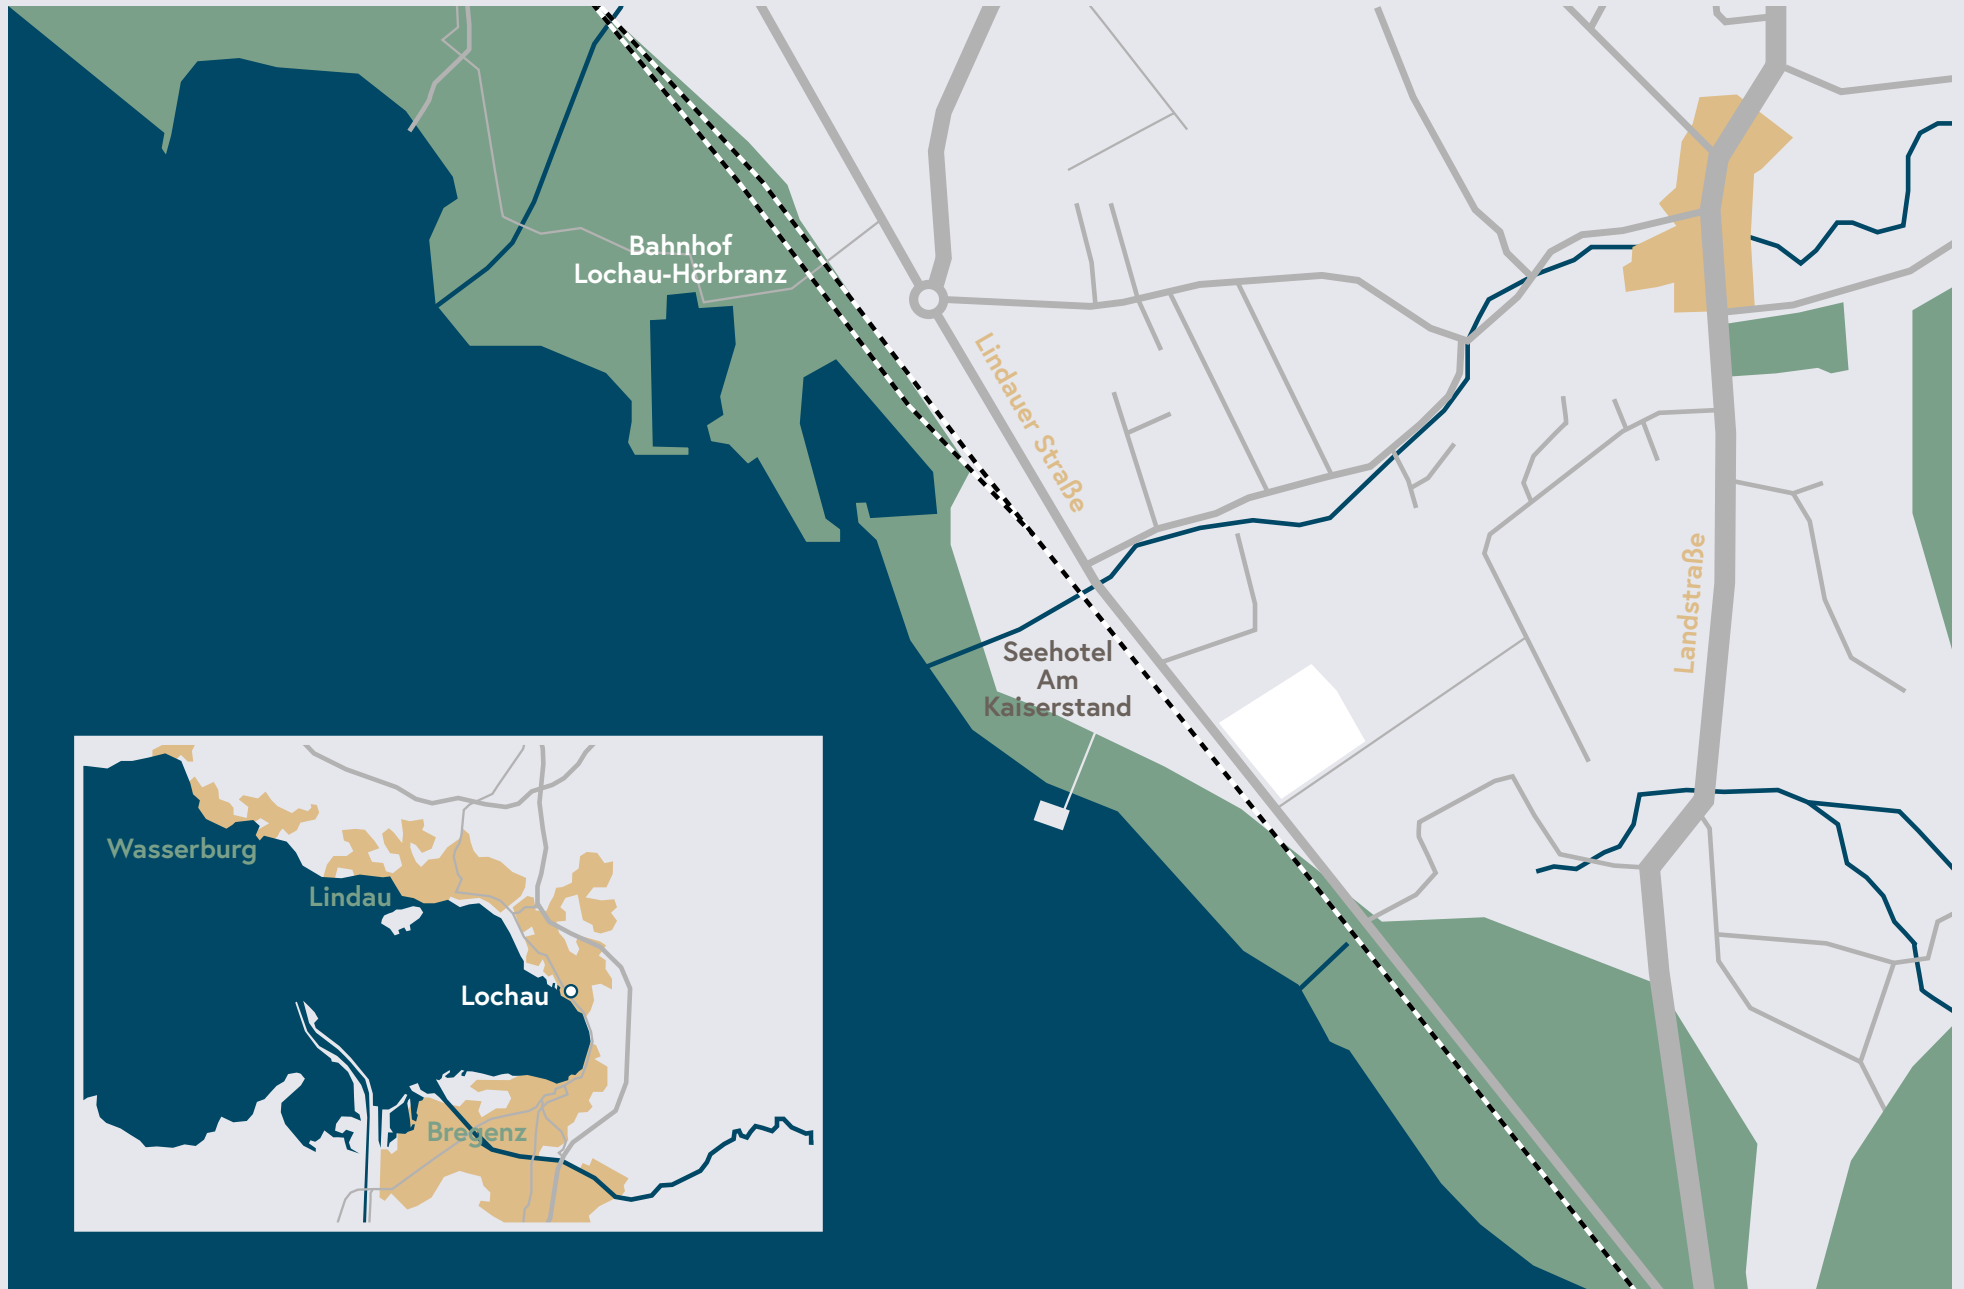 Bahnhof
Lochau-Hörbranz
Lindauer Straße
Landstraße
Seehotel
Am
Kaiserstand
Wasserburg
Lindau
Lochau
Bregenz